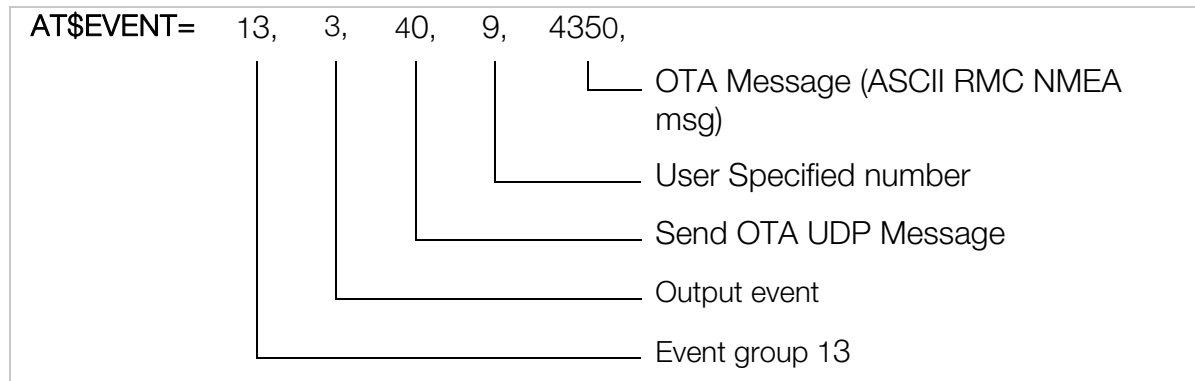 AT$EVENT= 13, 3, 40, 9, 4350,
OTA Message (ASCII RMC NMEA
msg)
User Specified number
Send OTA UDP Message
Output event
Event group 13